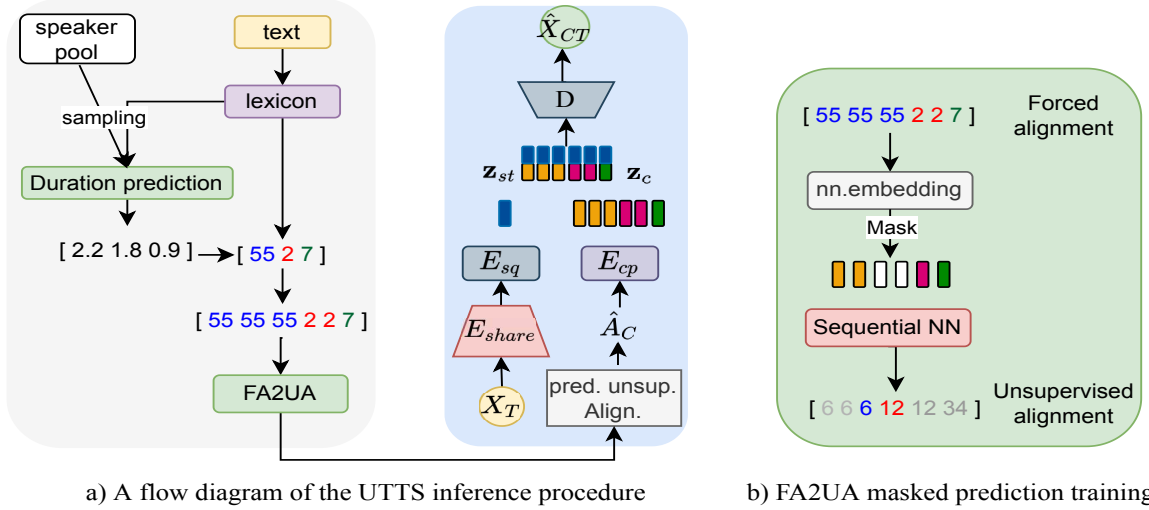 speaker
pool
text
sampling
lexicon
Duration prediction
[ 2.2 1.8 0.9 ]
[ 55 2 7 ]
[ 55 55 55 2 2 7 ]
FA2UA
X̂_CT
D
z_st
z_c
E_sq
E_cp
E_share
Â_C
X_T
pred. unsup.
Align.
a) A flow diagram of the UTTS inference procedure
[ 55 55 55 2 2 7 ]
Forced
alignment
nn.embedding
Mask
Sequential NN
[ 6 6 6 12 12 34 ]
Unsupervised
alignment
b) FA2UA masked prediction training